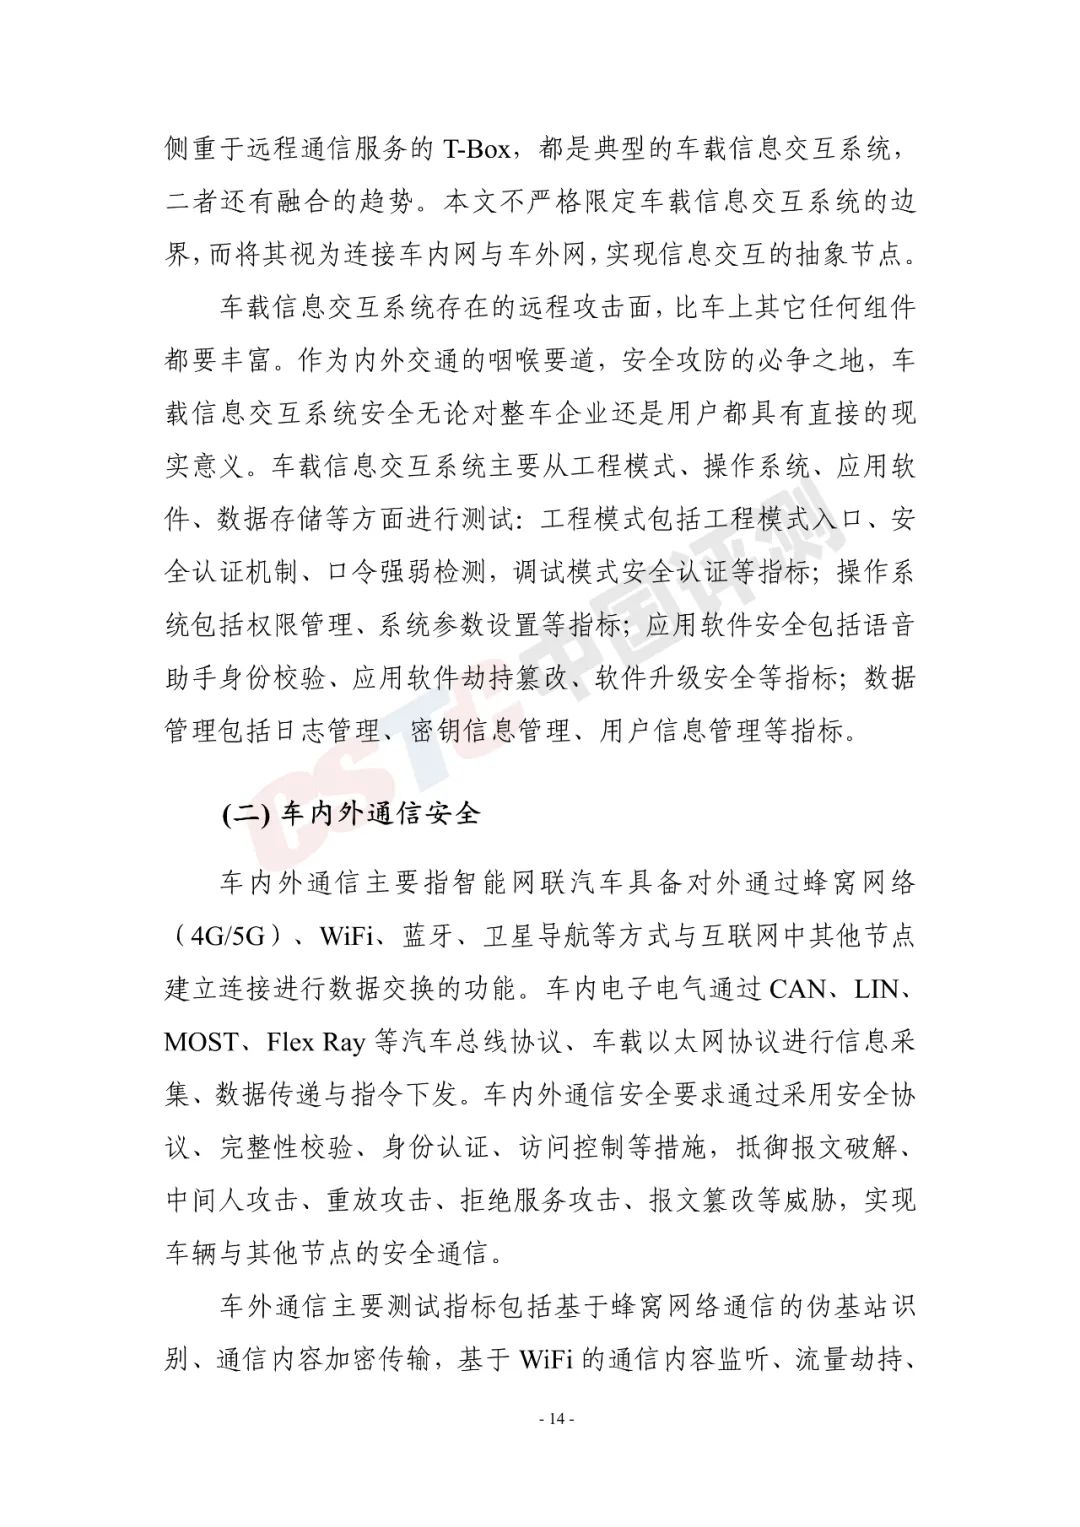 侧重于远程通信服务的 T-Box，都是典型的车载信息交互系统，
二者还有融合的趋势。本文不严格限定车载信息交互系统的边
界，而将其视为连接车内网与车外网，实现信息交互的抽象节点。
车载信息交互系统存在的远程攻击面，比车上其它任何组件
都要丰富。作为内外交通的咽喉要道，安全攻防的必争之地，车
载信息交互系统安全无论对整车企业还是用户都具有直接的现
实意义。车载信息交互系统主要从工程模式、操作系统、应用软
件、数据存储等方面进行测试：工程模式包括工程模式入口、安
全认证机制、口令强弱检测，调试模式安全认证等指标；操作系
统包括权限管理、系统参数设置等指标；应用软件安全包括语音
助手身份校验、应用软件劫持篡改、软件升级安全等指标；数据
管理包括日志管理、密钥信息管理、用户信息管理等指标。
CSTC中国评测
(二) 车内外通信安全
车内外通信主要指智能网联汽车具备对外通过蜂窝网络
（4G/5G）、WiFi、蓝牙、卫星导航等方式与互联网中其他节点
建立连接进行数据交换的功能。车内电子电气通过 CAN、LIN、
MOST、Flex Ray 等汽车总线协议、车载以太网协议进行信息采
集、数据传递与指令下发。车内外通信安全要求通过采用安全协
议、完整性校验、身份认证、访问控制等措施，抵御报文破解、
中间人攻击、重放攻击、拒绝服务攻击、报文篡改等威胁，实现
车辆与其他节点的安全通信。
车外通信主要测试指标包括基于蜂窝网络通信的伪基站识
别、通信内容加密传输，基于 WiFi 的通信内容监听、流量劫持、
- 14 -